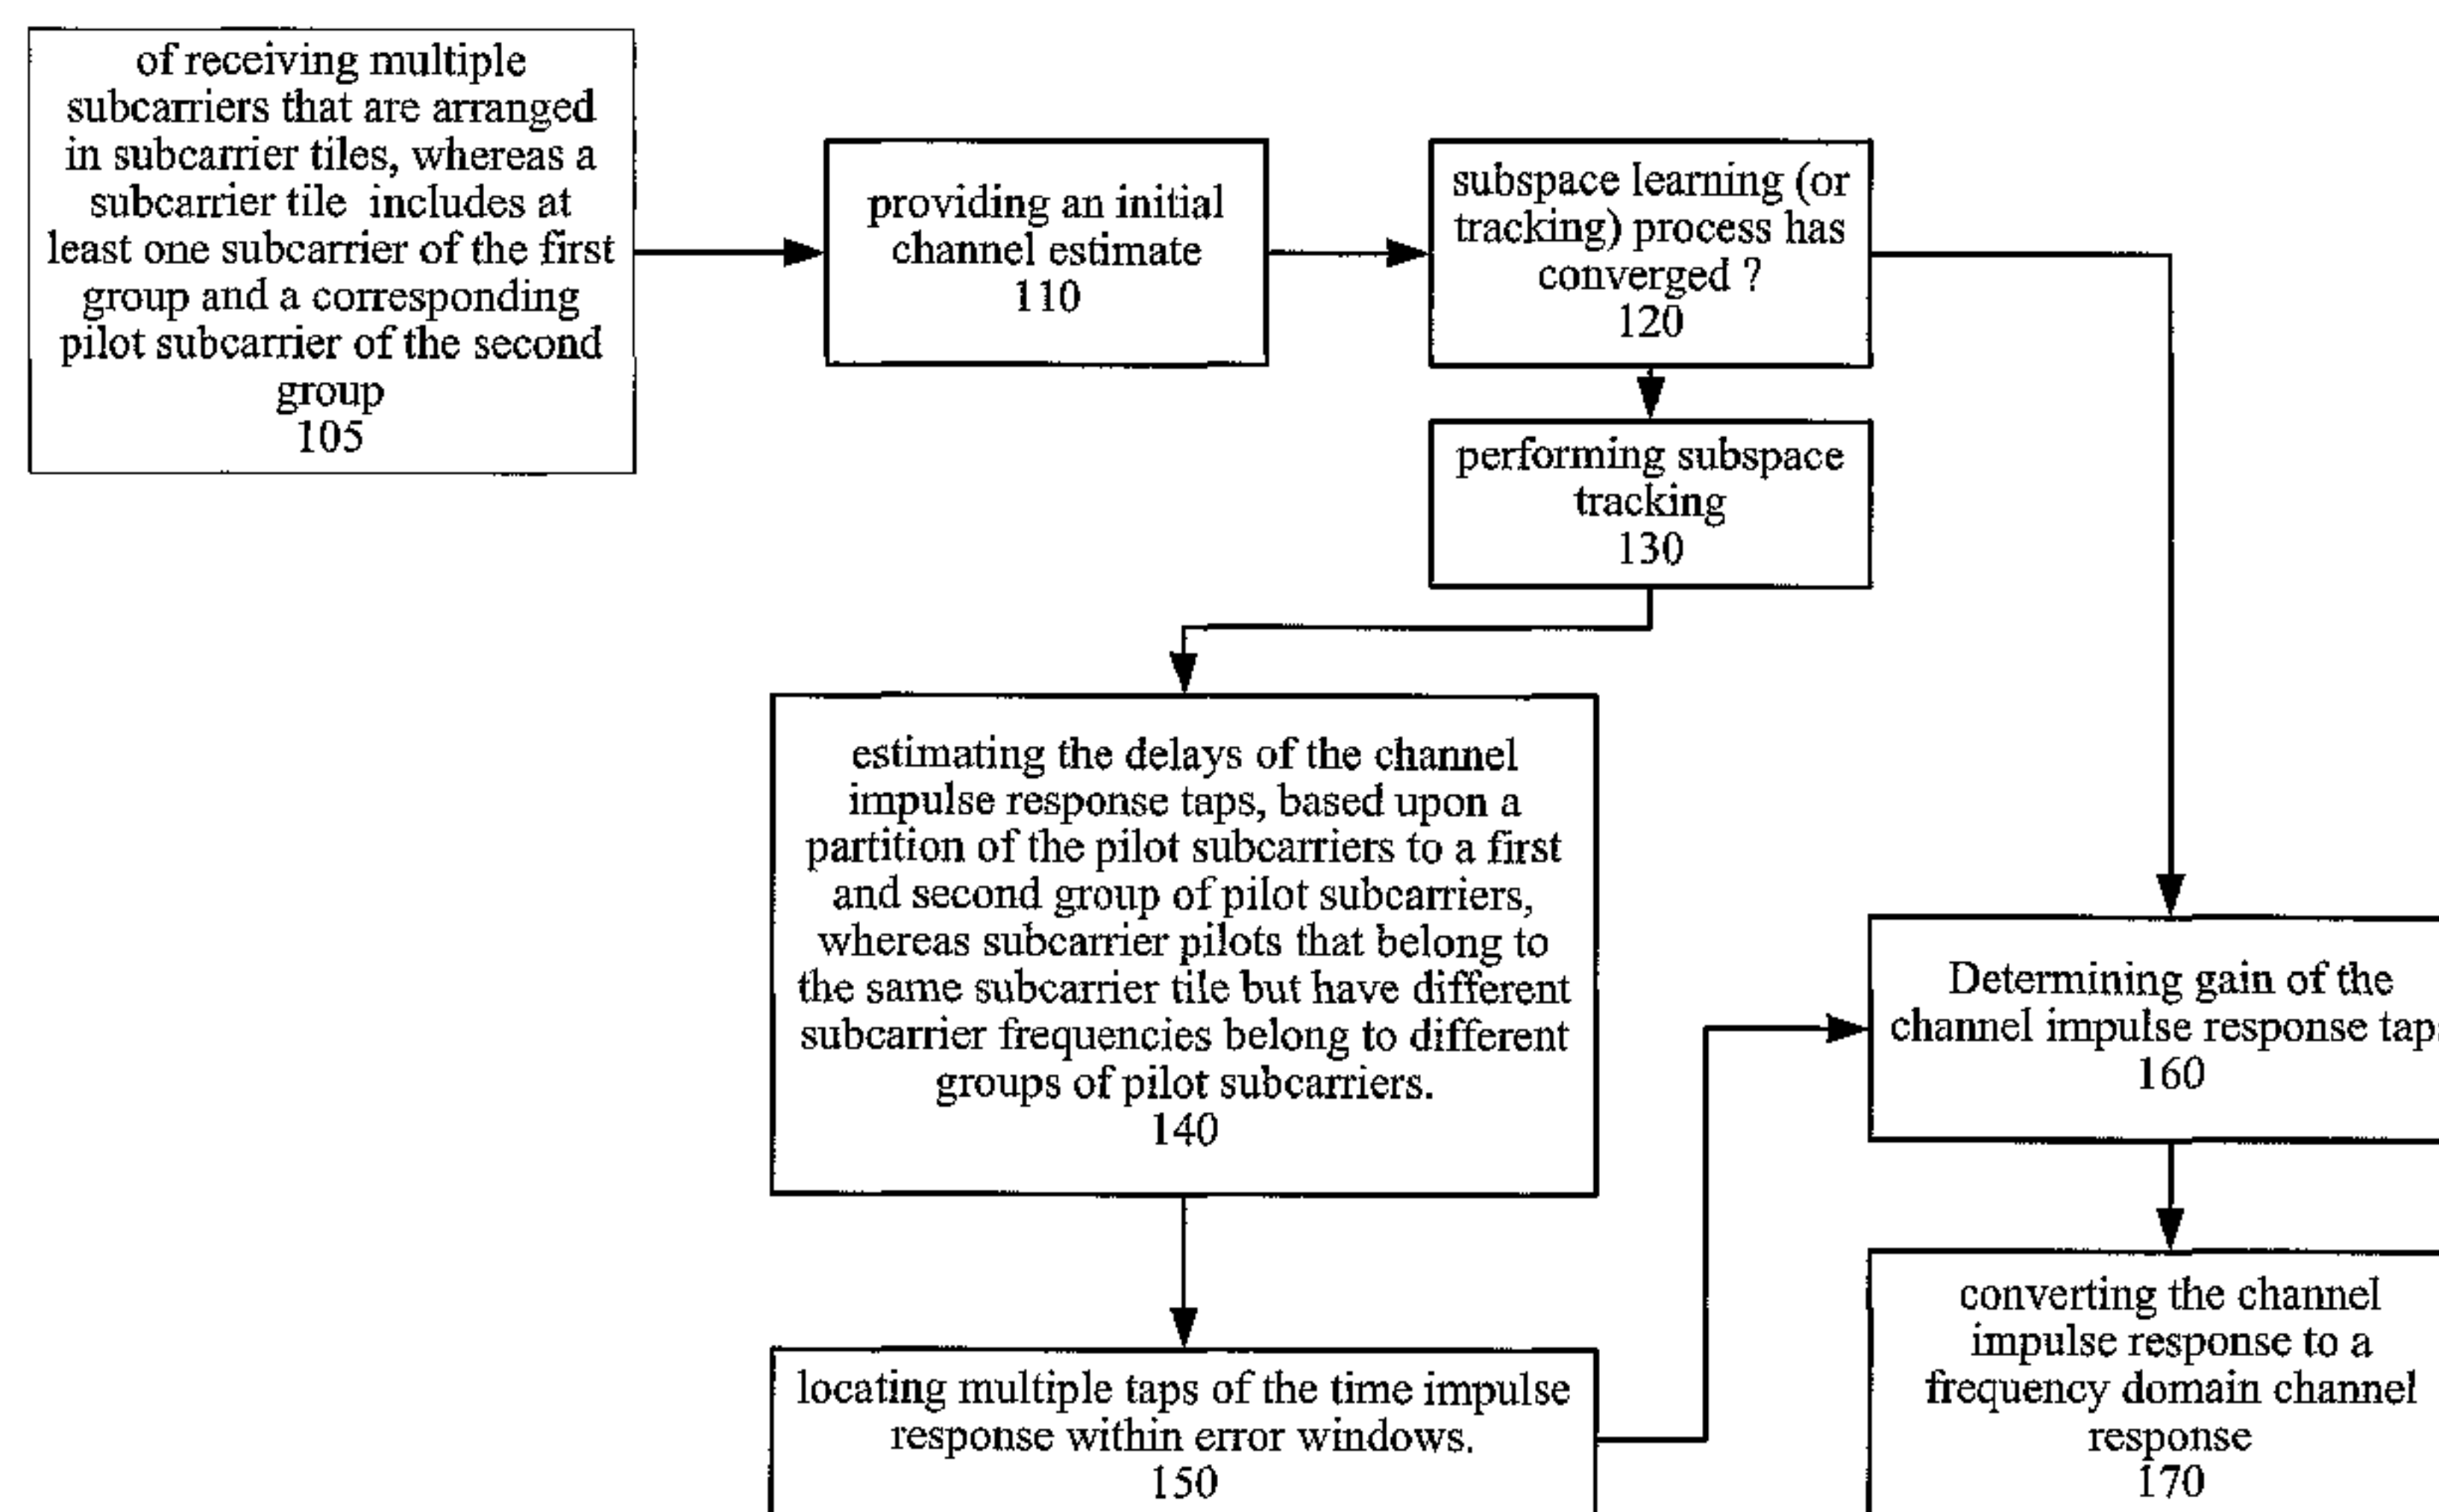 of receiving multiple
subcarriers that are arranged
in subcarrier tiles, whereas a
subcarrier tile includes at
least one subcarrier of the first
group and a corresponding
pilot subcarrier of the second
group
105
providing an initial
channel estimate
110
subspace learning (or
tracking) process has
converged ?
120
performing subspace
tracking
130
estimating the delays of the channel
impulse response taps, based upon a
partition of the pilot subcarriers to a first
and second group of pilot subcarriers,
whereas subcarrier pilots that belong to
the same subcarrier tile but have different
subcarrier frequencies belong to different
groups of pilot subcarriers.
140
locating multiple taps of the time impulse
response within error windows.
150
Determining gain of the
channel impulse response taps
160
converting the channel
impulse response to a
frequency domain channel
response
170